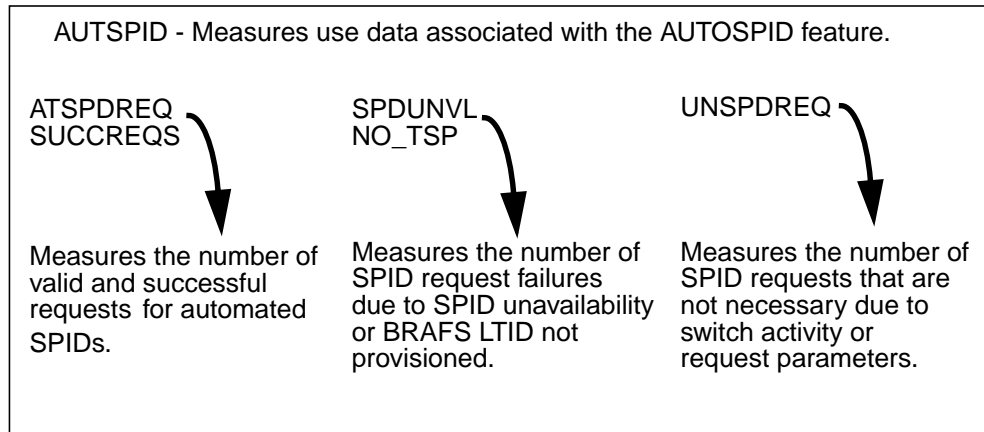 AUTSPID - Measures use data associated with the AUTOSPID feature.
ATSPDREQ
SUCCREQS
Measures the number of
valid and successful
requests for automated
SPIDs.
SPDUNVL
NO_TSP
Measures the number of
SPID request failures
due to SPID unavailability
or BRAFS LTID not
provisioned.
UNSPDREQ
Measures the number of
SPID requests that are
not necessary due to
switch activity or
request parameters.